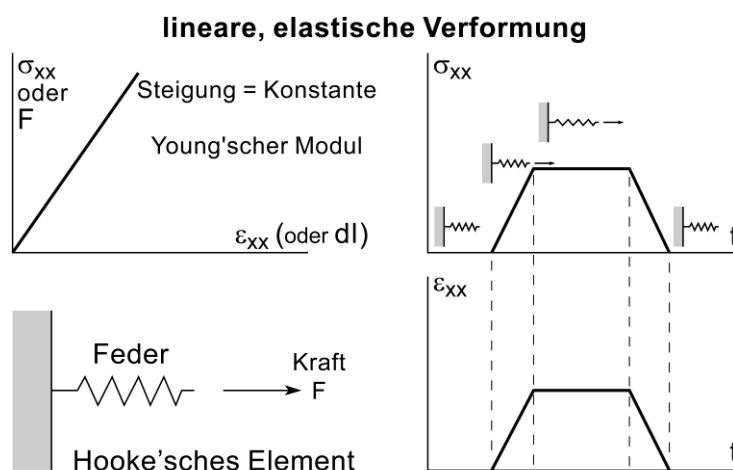 lineare, elastische Verformung
σxx
oder
F
Steigung = Konstante
Young'scher Modul
εxx (oder dl)
σxx
t
εxx
t
Feder
Kraft
F
Hooke'sches Element